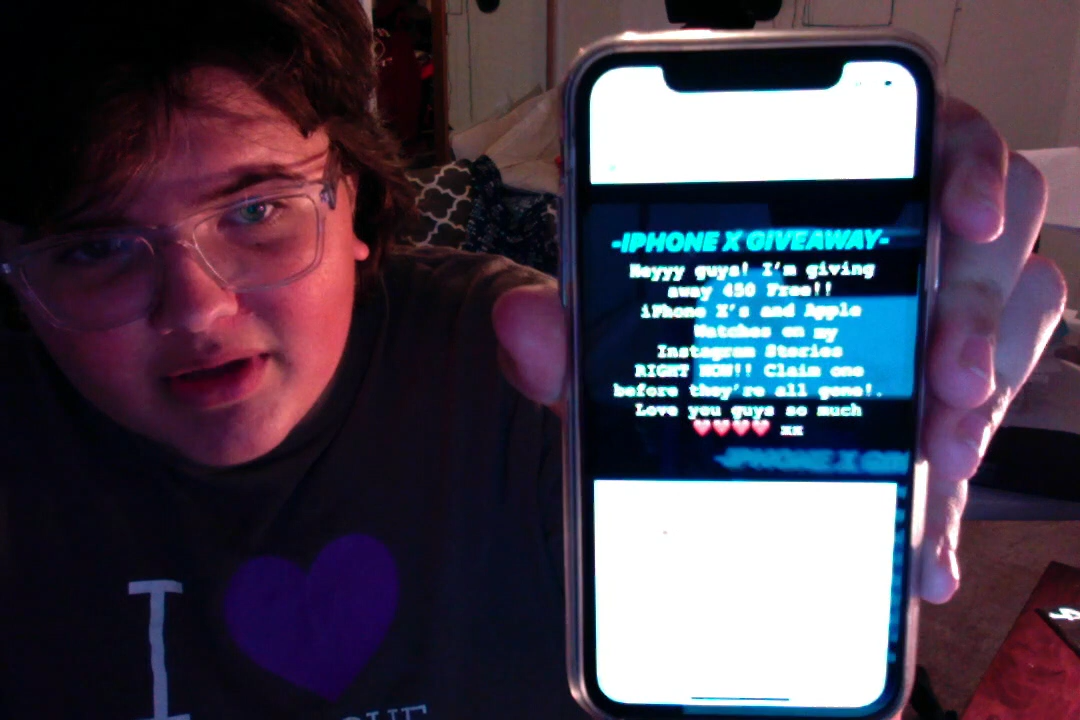 -IPHONE X GIVEAWAY-
Heyyy guys! I'm giving
away 450 Free!!
iPhone X's and Apple
Watches on my
Instagram Stories
RIGHT NOW!! Claim one
before they're all gone!.
Love you guys so much
❤️❤️❤️❤️ xx
-IPHONE X GIV
I 💜